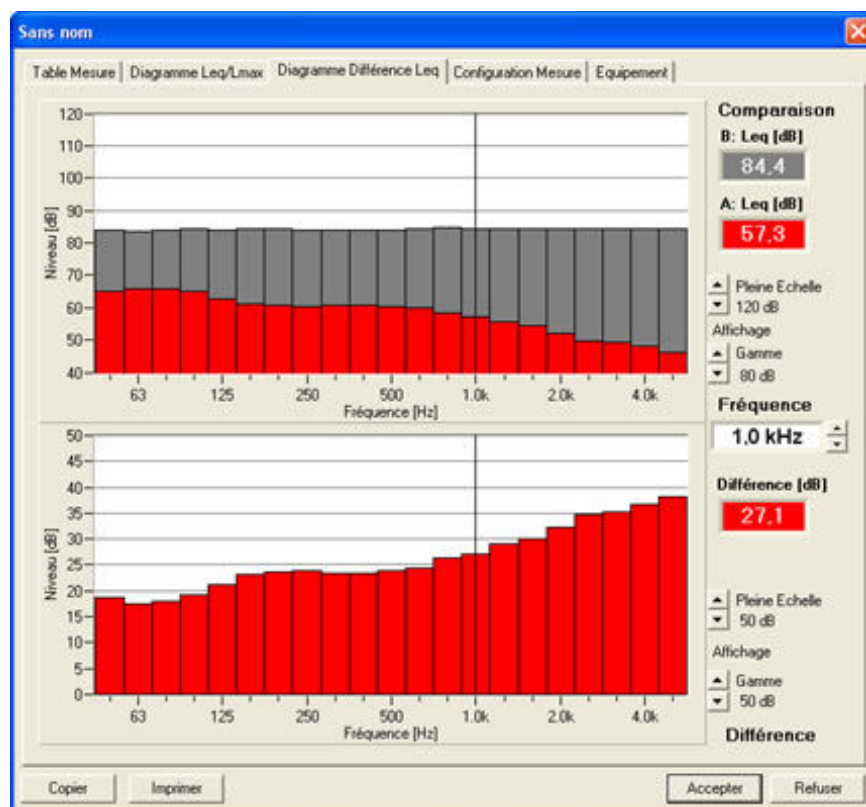 Sans nom
Table Mesure
Diagramme Leq/Lmax
Diagramme Différence Leq
Configuration Mesure
Equipement
Niveau [dB]
120
110
100
90
80
70
60
50
40
63
125
250
500
1.0k
2.0k
4.0k
Fréquence [Hz]
Comparaison
B: Leq [dB]
84,4
A: Leq [dB]
57,3
Pleine Echelle
120 dB
Affichage
Gamme
80 dB
Fréquence
1,0 kHz
Niveau [dB]
50
45
40
35
30
25
20
15
10
5
0
63
125
250
500
1.0k
2.0k
4.0k
Fréquence [Hz]
Différence [dB]
27,1
Pleine Echelle
50 dB
Affichage
Gamme
50 dB
Différence
Copier
Imprimer
Accepter
Refuser